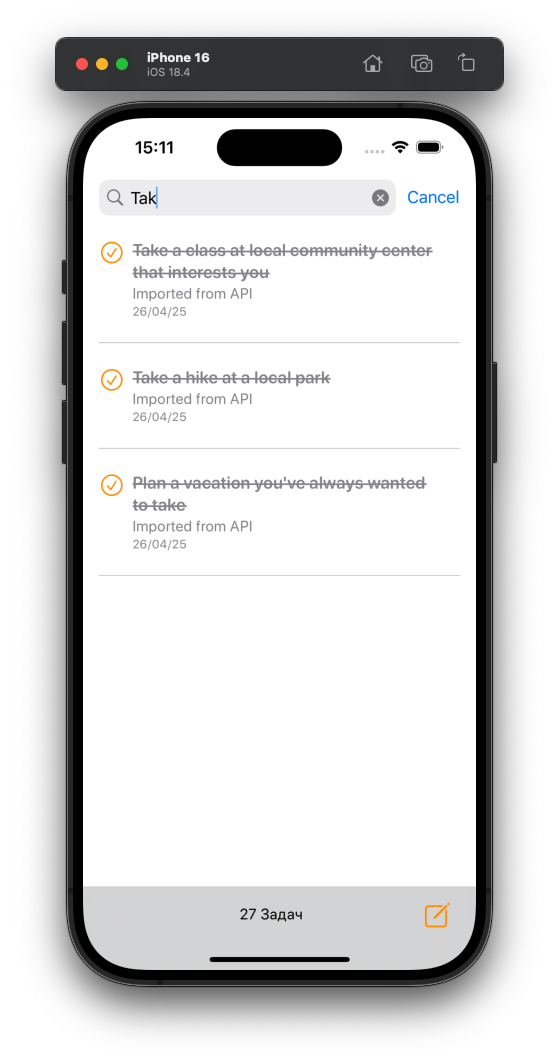 iPhone 16
iOS 18.4
15:11
Tak
Cancel
Take a class at local community center
that interests you
Imported from API
26/04/25
Take a hike at a local park
Imported from API
26/04/25
Plan a vacation you've always wanted
to take
Imported from API
26/04/25
27 Задач